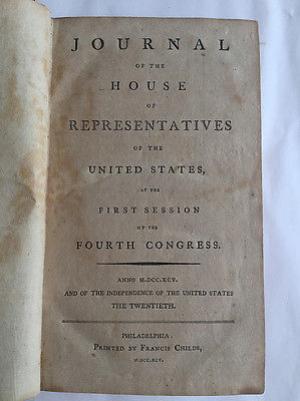 JOURNAL
OF THE
HOUSE
OF
REPRESENTATIVES
OF THE
UNITED STATES,
AT THE
FIRST SESSION
OF THE
FOURTH CONGRESS.
ANNO M.DCC.XCV.
AND OF THE INDEPENDENCE OF THE UNITED STATES
THE TWENTIETH.
PHILADELPHIA:
PRINTED BY FRANCIS CHILDS,
M.DCC.XCV.